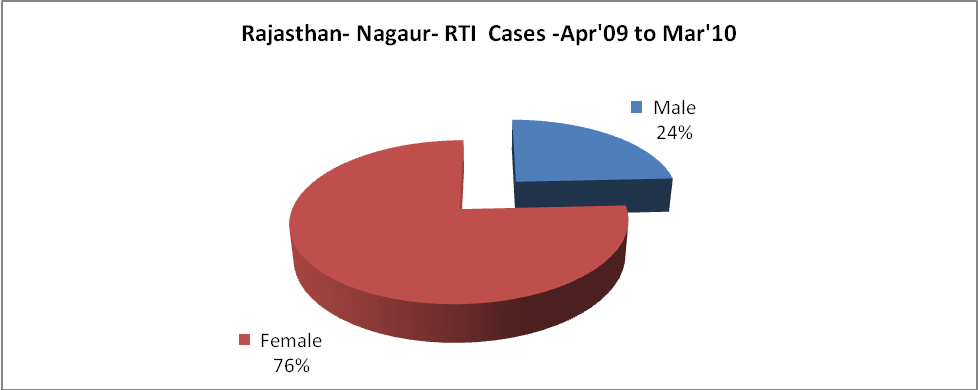 Rajasthan- Nagaur- RTI  Cases -Apr'09 to Mar'10
Male
24%
Female
76%